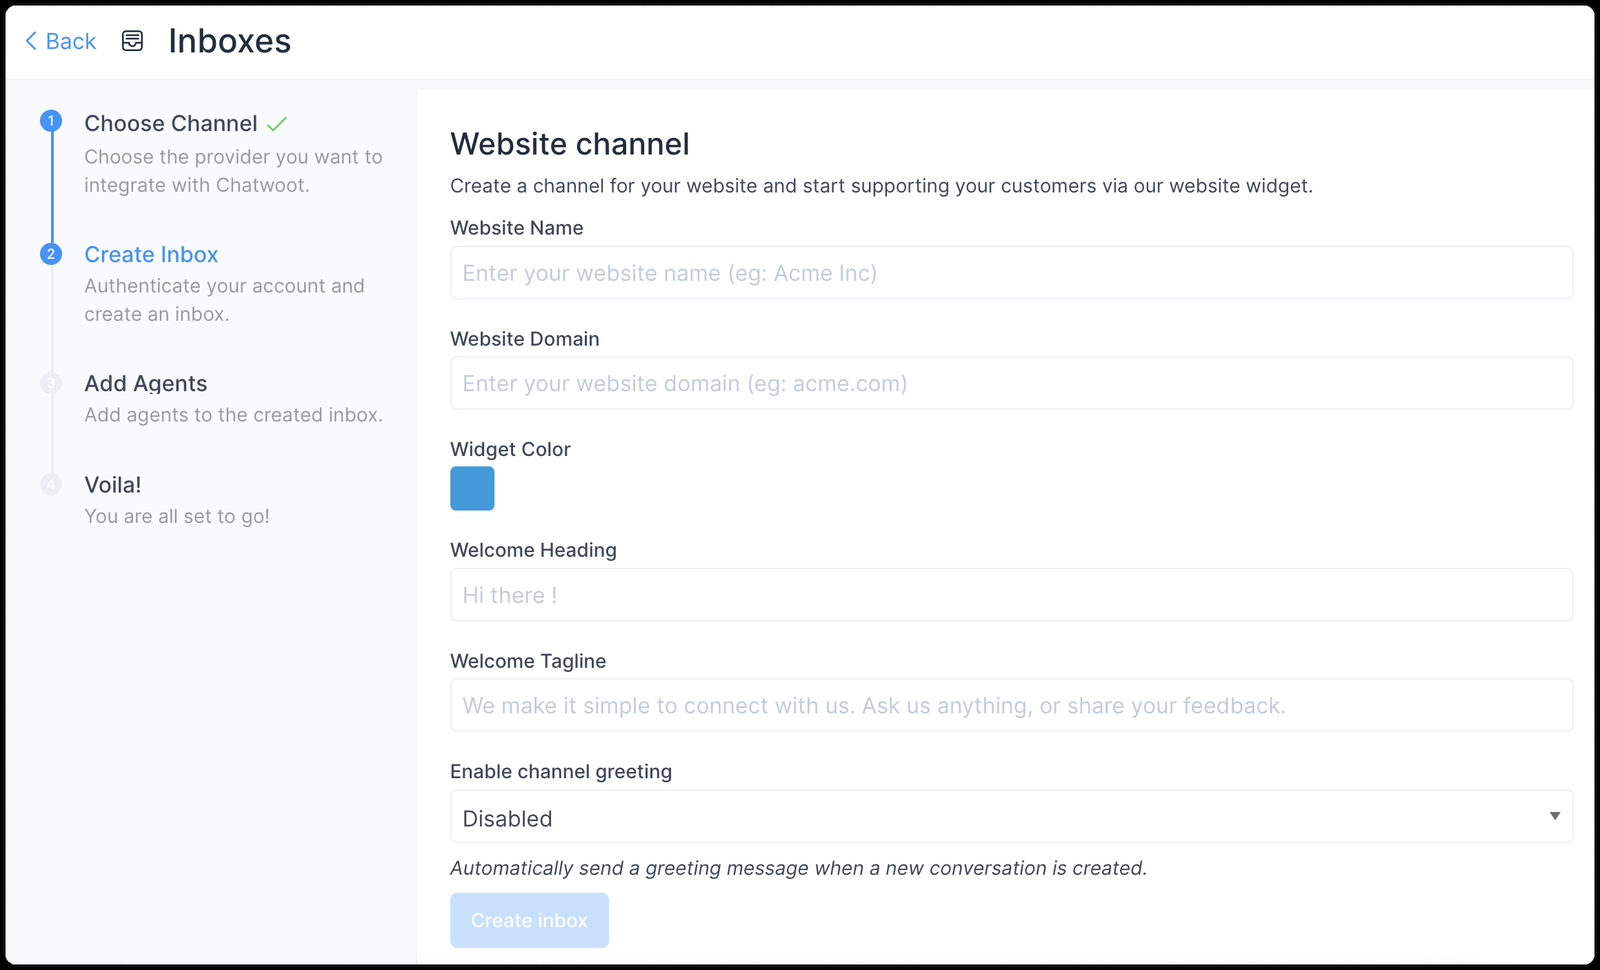 Back
Inboxes
1
Choose Channel
Choose the provider you want to
integrate with Chatwoot.
2
Create Inbox
Authenticate your account and
create an inbox.
3
Add Agents
Add agents to the created inbox.
4
Voila!
You are all set to go!
Website channel
Create a channel for your website and start supporting your customers via our website widget.
Website Name
Enter your website name (eg: Acme Inc)
Website Domain
Enter your website domain (eg: acme.com)
Widget Color
Welcome Heading
Hi there !
Welcome Tagline
We make it simple to connect with us. Ask us anything, or share your feedback.
Enable channel greeting
Disabled
Automatically send a greeting message when a new conversation is created.
Create inbox